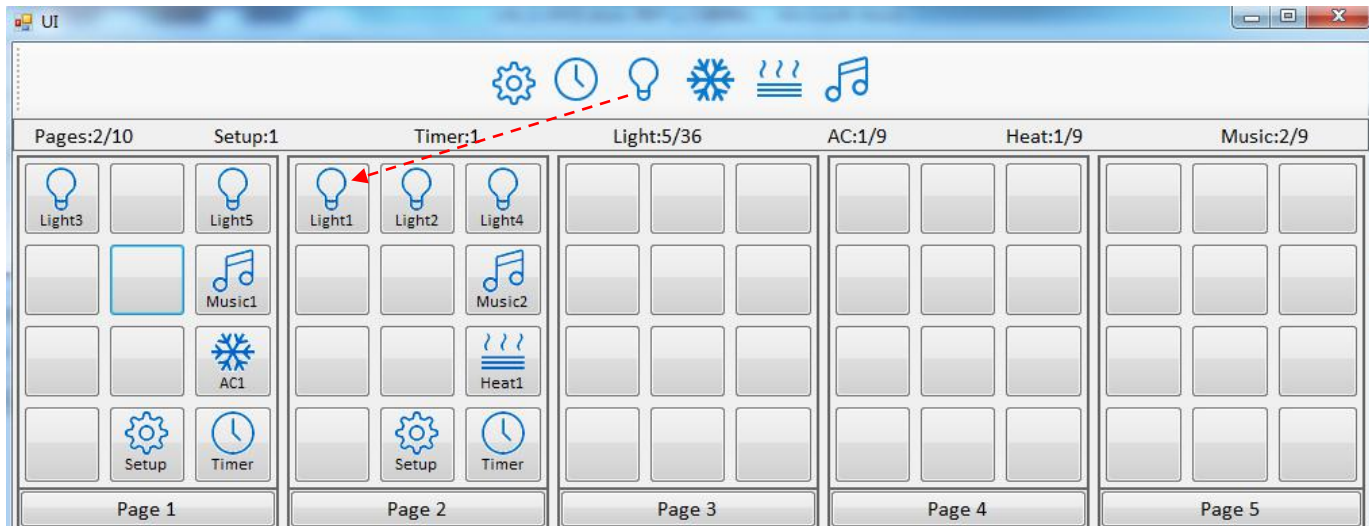 UI
Pages:2/10 Setup:1 Timer:1 Light:5/36 AC:1/9 Heat:1/9 Music:2/9
Light3 Light5 Light1 Light2 Light4
Music1 Music2
AC1 Heat1
Setup Timer Setup Timer
Page 1 Page 2 Page 3 Page 4 Page 5